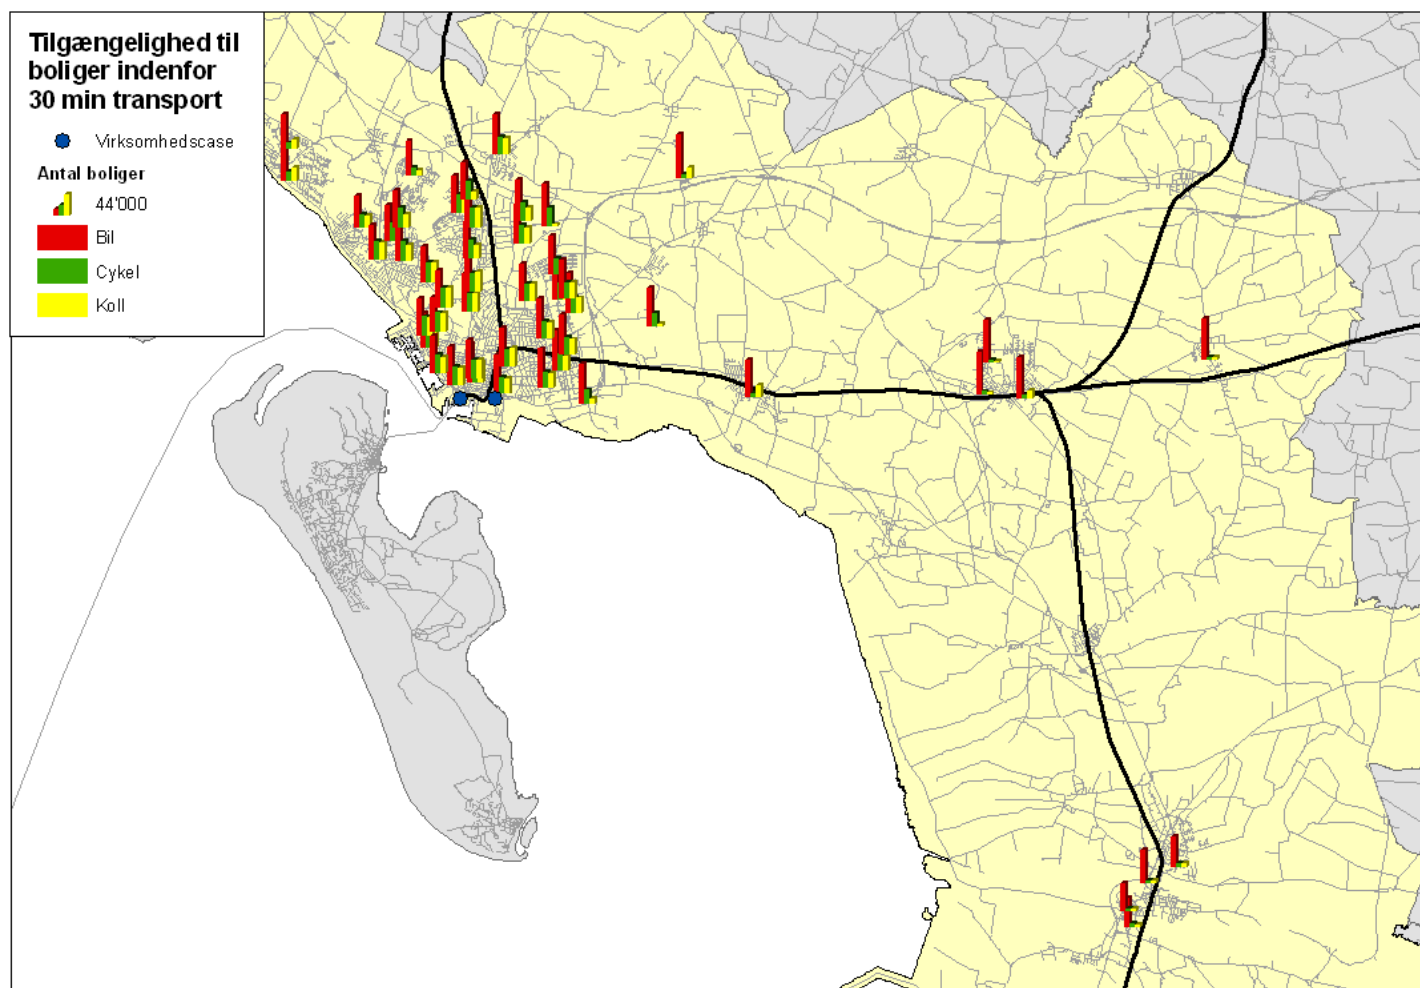 Tilgængelighed til
boliger indenfor
30 min transport
Virksomhedscase
Antal boliger
44'000
Bil
Cykel
Koll